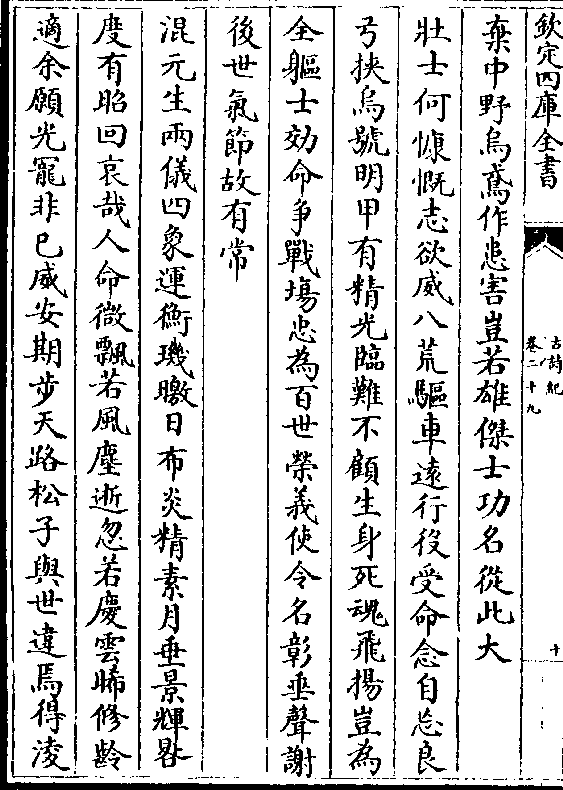 欽定四庫全書
古詩紀
卷二十九
十
棄中野烏鳶作患害豈若雄傑士功名從此大
壯士何慷慨志欲威八荒驅車遠行役受命念自忘良
弓挾烏號明甲有精光臨難不顧生身死魂飛揚豈為
全軀士効命爭戰塲忠為百世榮義使令名彰垂聲謝
後世氣節故有常
混元生兩儀四象運衡璣曒日布炎精素月垂景輝晷
度有昭回哀哉人命微飄若風塵逝忽若慶雲晞修齡
適余願光寵非已威安期步天路松子與世違焉得淩